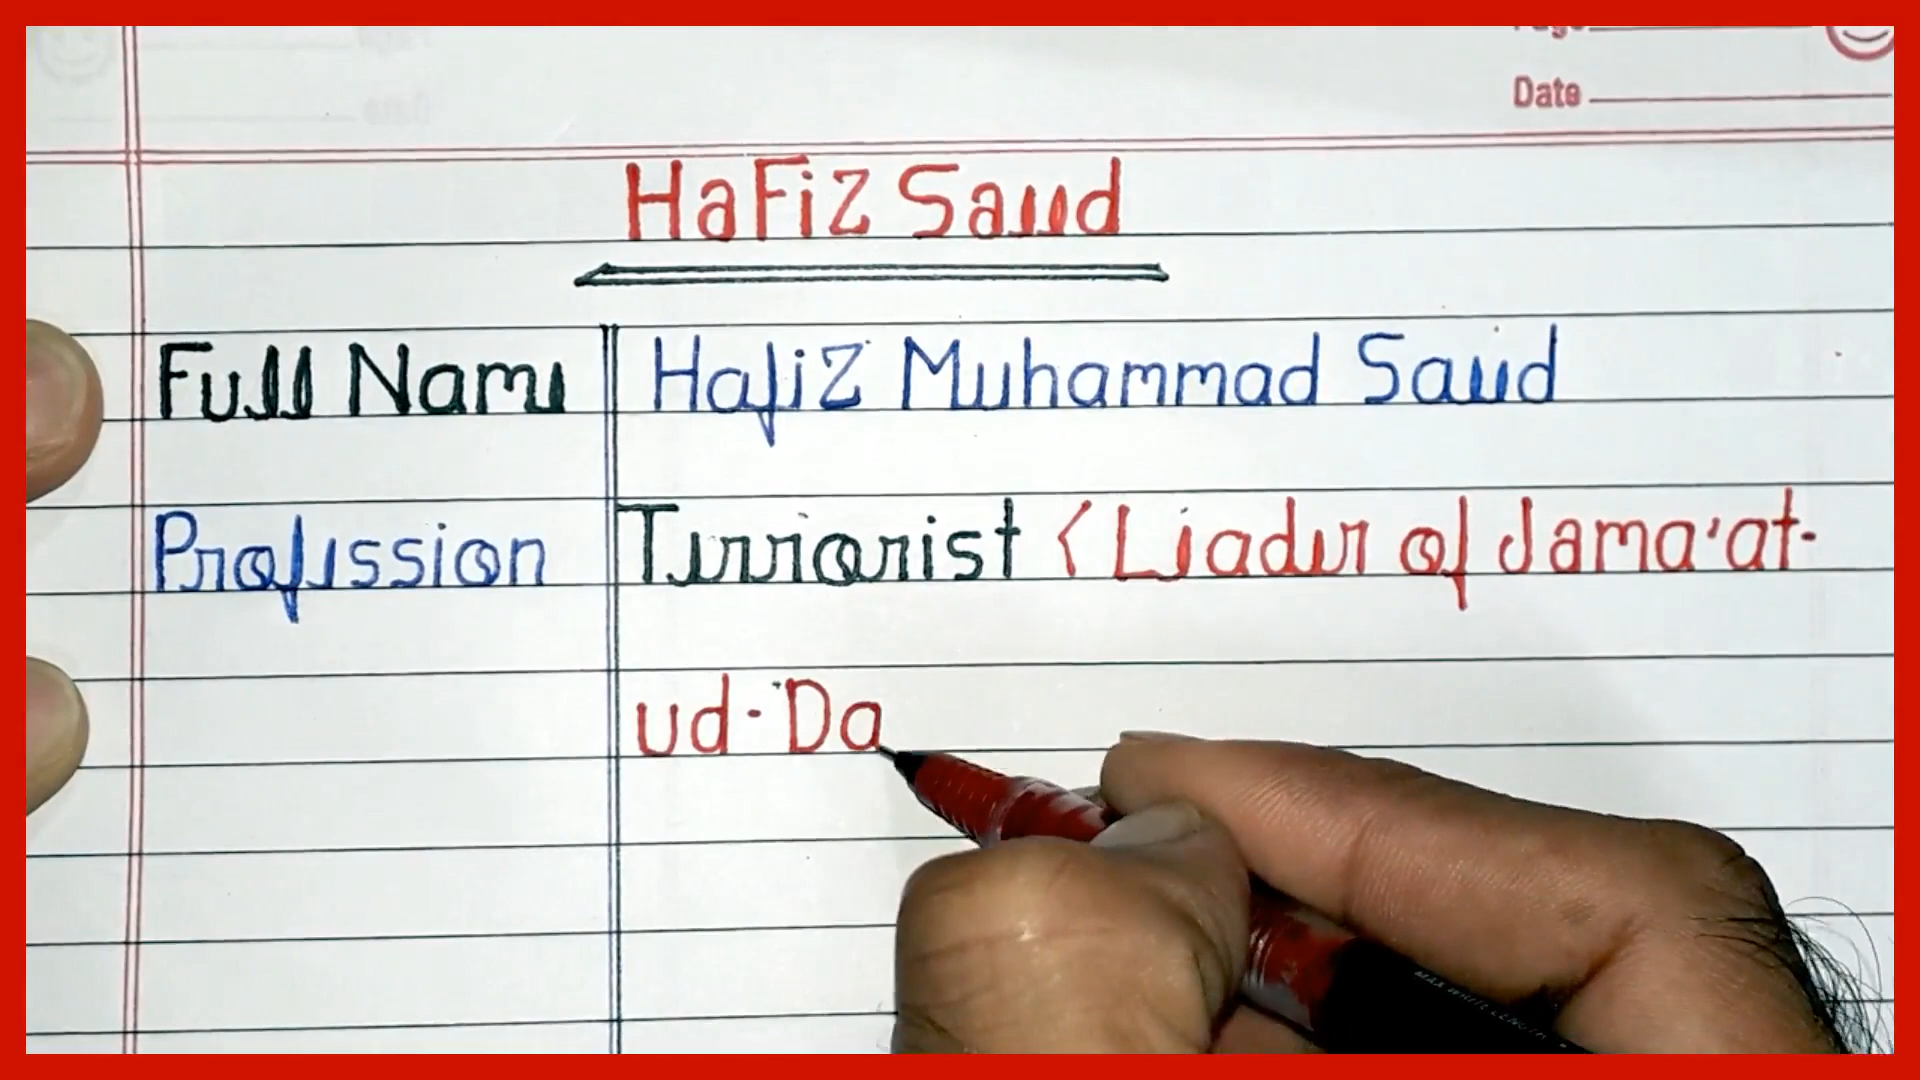 Date
Hafiz Saeed
Full Name Hafiz Muhammad Saeed
Profession Terrorist (Leader of Jama'at-
ud-Da